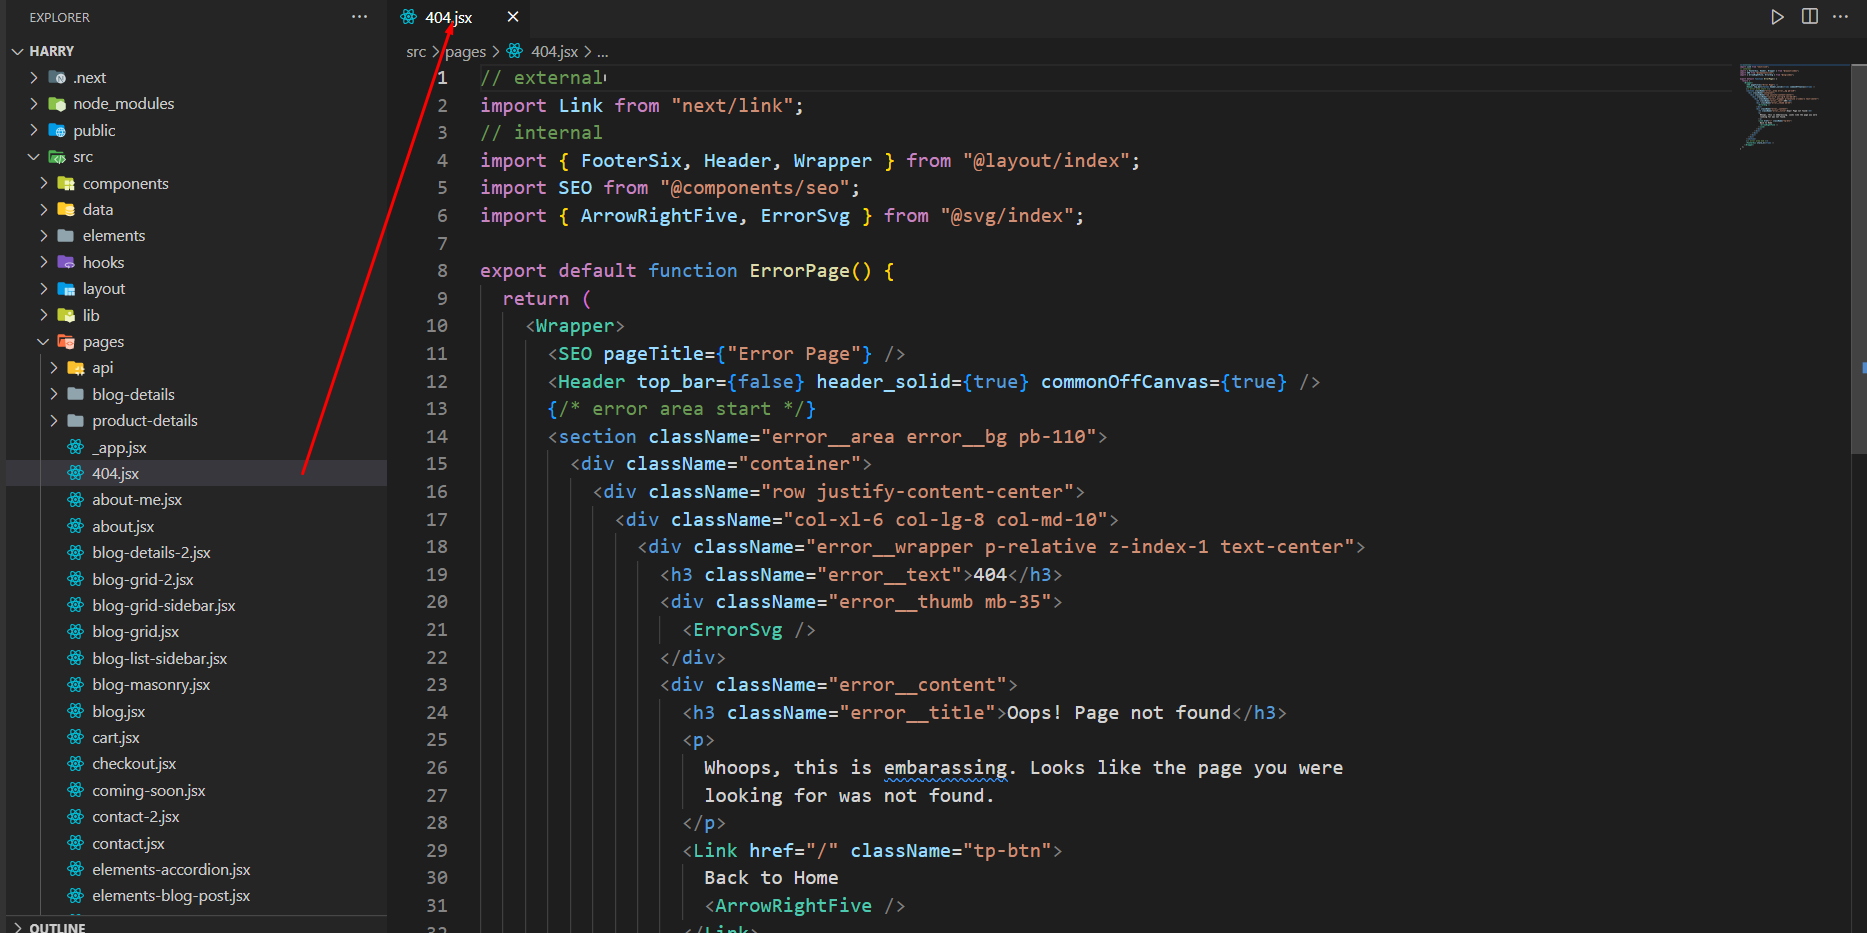 EXPLORER
HARRY
.next
node_modules
public
src
components
data
elements
hooks
layout
lib
pages
api
blog-details
product-details
_app.jsx
404.jsx
about-me.jsx
about.jsx
blog-details-2.jsx
blog-grid-2.jsx
blog-grid-sidebar.jsx
blog-grid.jsx
blog-list-sidebar.jsx
blog-masonry.jsx
blog.jsx
cart.jsx
checkout.jsx
coming-soon.jsx
contact-2.jsx
contact.jsx
elements-accordion.jsx
elements-blog-post.jsx
OUTLINE
404.jsx
src > pages > 404.jsx > ...
1 // external
2 import Link from "next/link";
3 // internal
4 import { FooterSix, Header, Wrapper } from "@layout/index";
5 import SEO from "@components/seo";
6 import { ArrowRightFive, ErrorSvg } from "@svg/index";
7
8 export default function ErrorPage() {
9 return (
10 <Wrapper>
11 <SEO pageTitle={"Error Page"} />
12 <Header top_bar={false} header_solid={true} commonOffCanvas={true} />
13 {/* error area start */}
14 <section className="error__area error__bg pb-110">
15 <div className="container">
16 <div className="row justify-content-center">
17 <div className="col-xl-6 col-lg-8 col-md-10">
18 <div className="error__wrapper p-relative z-index-1 text-center">
19 <h3 className="error__text">404</h3>
20 <div className="error__thumb mb-35">
21 <ErrorSvg />
22 </div>
23 <div className="error__content">
24 <h3 className="error__title">Oops! Page not found</h3>
25 <p>
26 Whoops, this is embarassing. Looks like the page you were
27 looking for was not found.
28 </p>
29 <Link href="/" className="tp-btn">
30 Back to Home
31 <ArrowRightFive />
32 </Link>